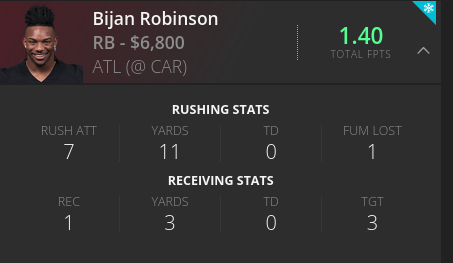 Bijan Robinson
RB - $6,800
ATL (@ CAR)
1.40
TOTAL FPTS
RUSHING STATS
RUSH ATT YARDS TD FUM LOST
7 11 0 1
RECEIVING STATS
REC YARDS TD TGT
1 3 0 3